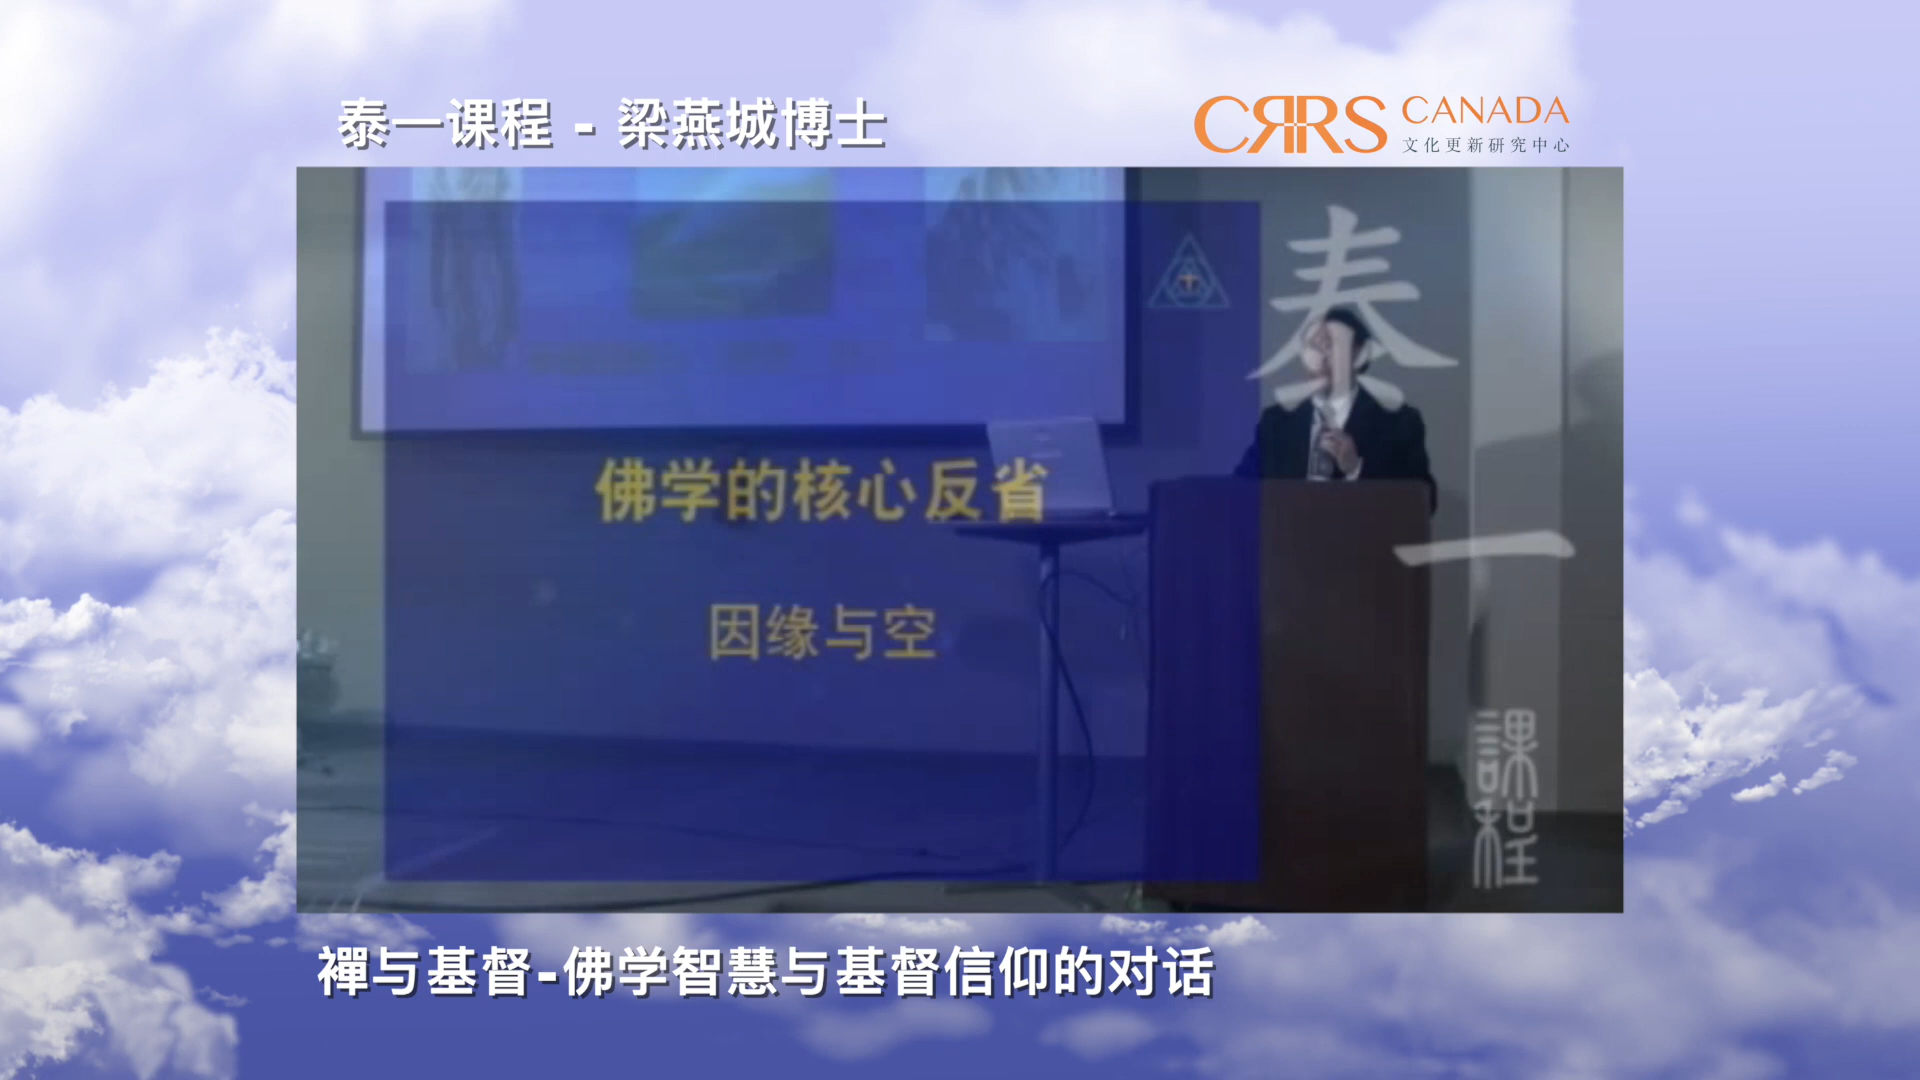 泰一课程 - 梁燕城博士
CRRS CANADA
文化更新研究中心
泰一
課程
佛学的核心反省
因缘与空
禪与基督-佛学智慧与基督信仰的对话